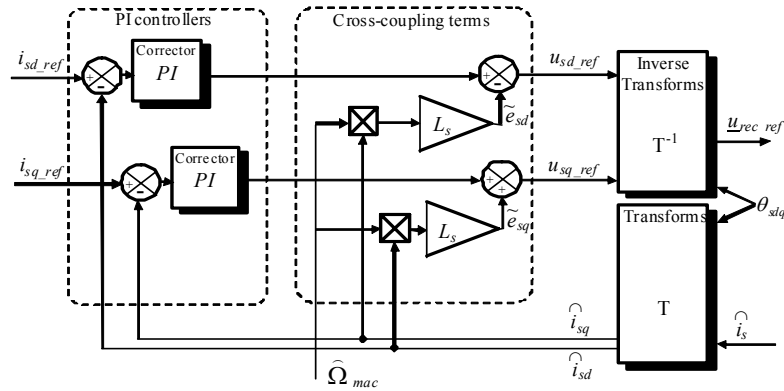 PI controllers
Cross-coupling terms
i_sd_ref
Corrector
PI
+
-
+
-
u_sd_ref
Inverse
Transforms
T⁻¹
u_rec_ref
L_s
ẽ_sd
i_sq_ref
Corrector
PI
+
-
+
+
u_sq_ref
L_s
ẽ_sq
θ_sdq
Transforms
T
î_sq
î_s
î_sd
Ω̂_mac